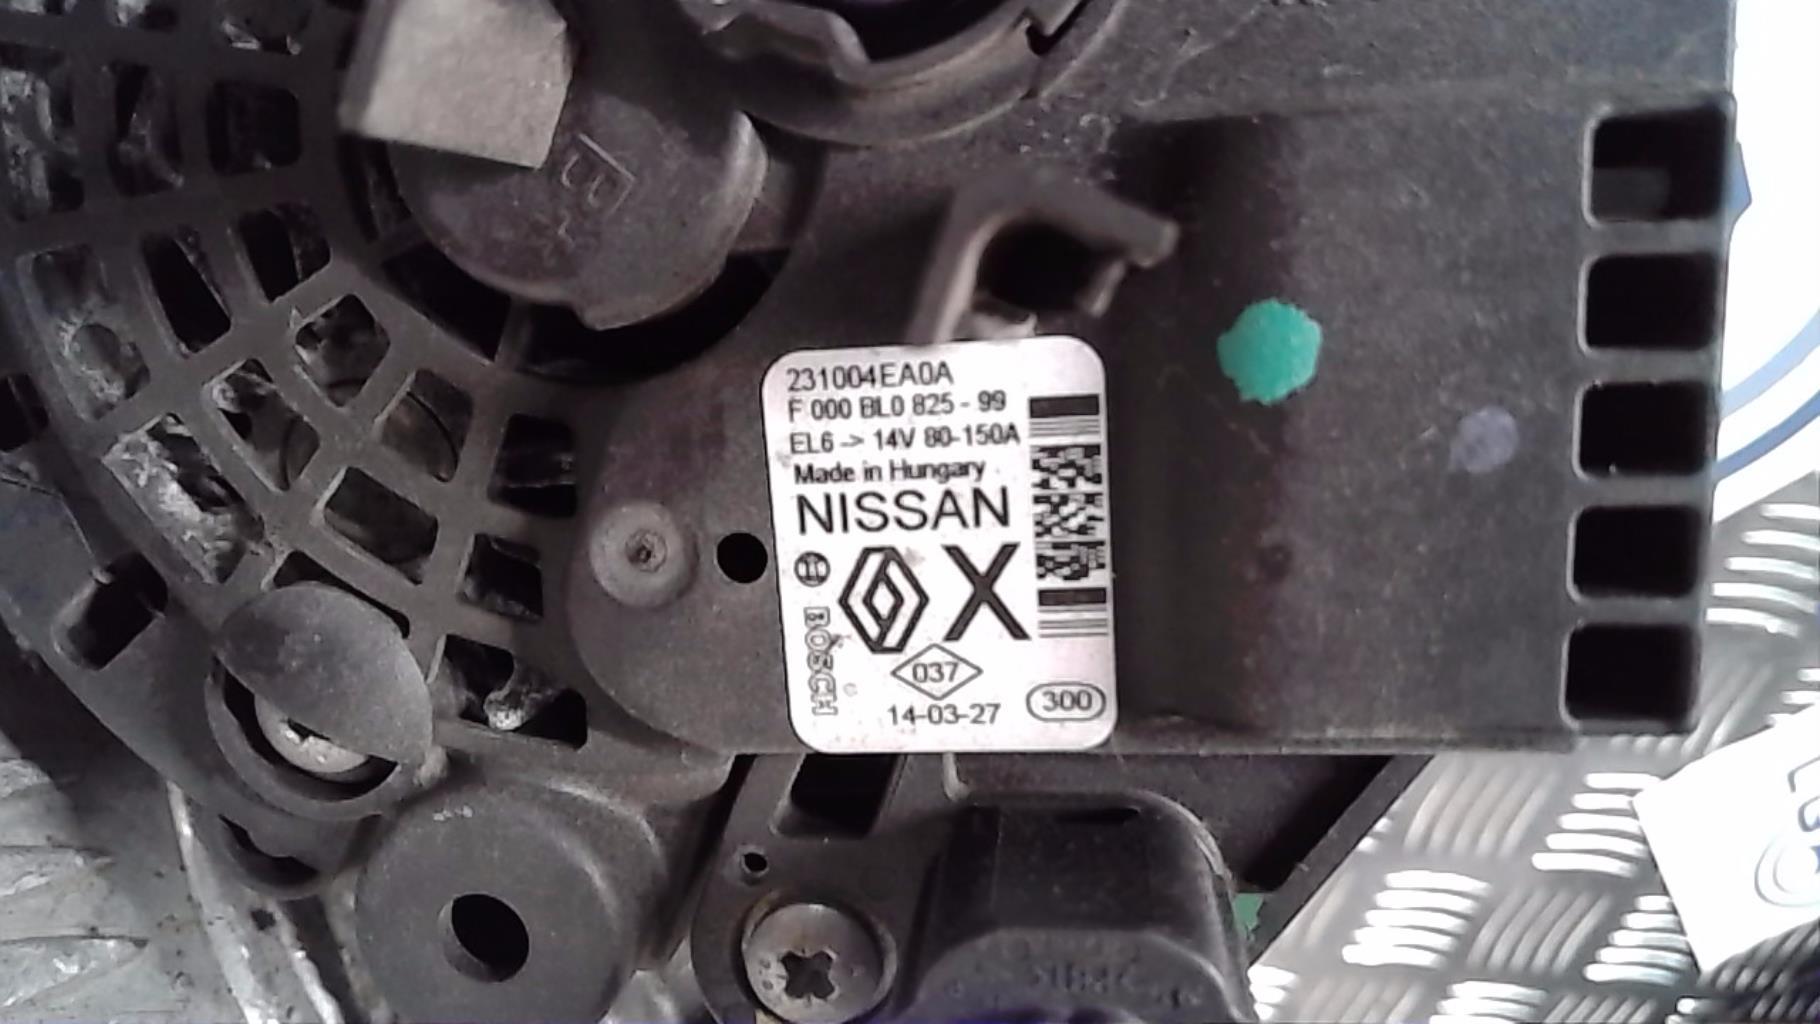 231004EA0A
F 000 BL0 825 - 99
EL6 -> 14V 80-150A
Made in Hungary
NISSAN
X
BOSCH
037
14-03-27
300
B+